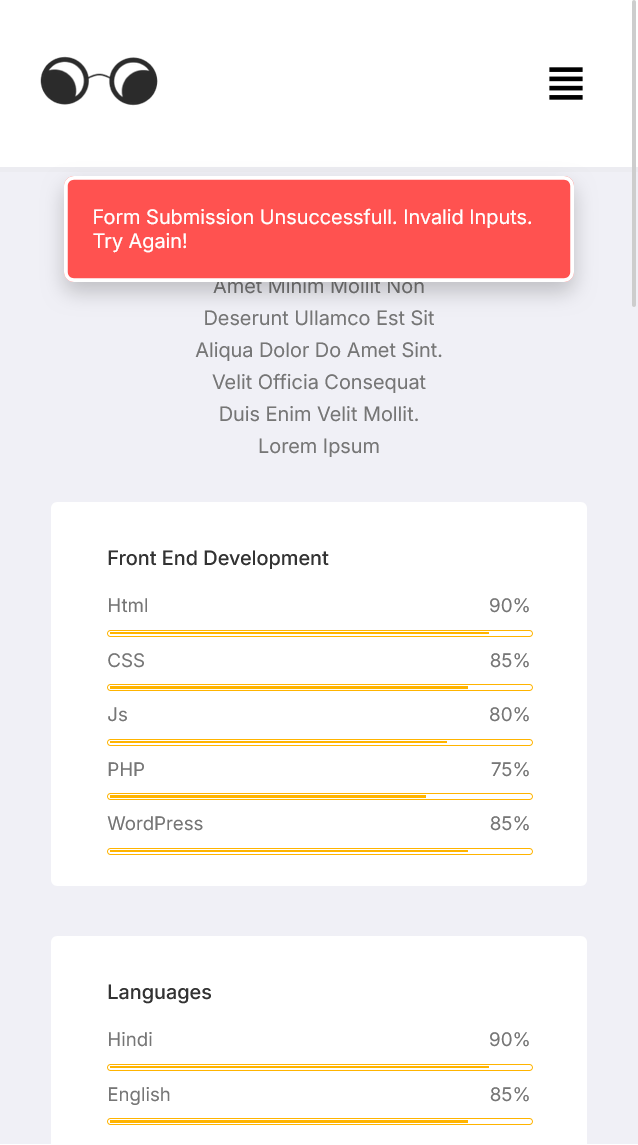 Form Submission Unsuccessfull. Invalid Inputs.
Try Again!
Amet Minim Mollit Non
Deserunt Ullamco Est Sit
Aliqua Dolor Do Amet Sint.
Velit Officia Consequat
Duis Enim Velit Mollit.
Lorem Ipsum
Front End Development
Html 90%
CSS 85%
Js 80%
PHP 75%
WordPress 85%
Languages
Hindi 90%
English 85%